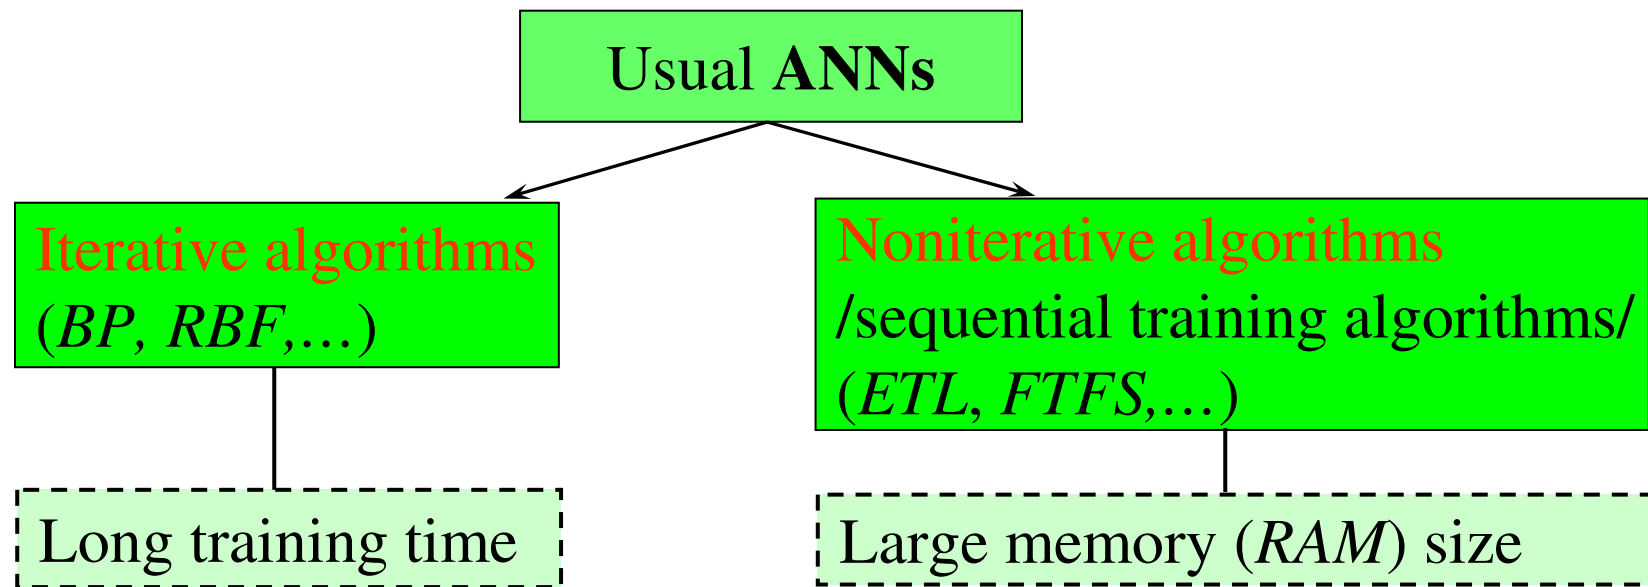 Usual ANNs
Iterative algorithms
(BP, RBF,…)
Noniterative algorithms
/sequential training algorithms/
(ETL, FTFS,…)
Long training time
Large memory (RAM) size